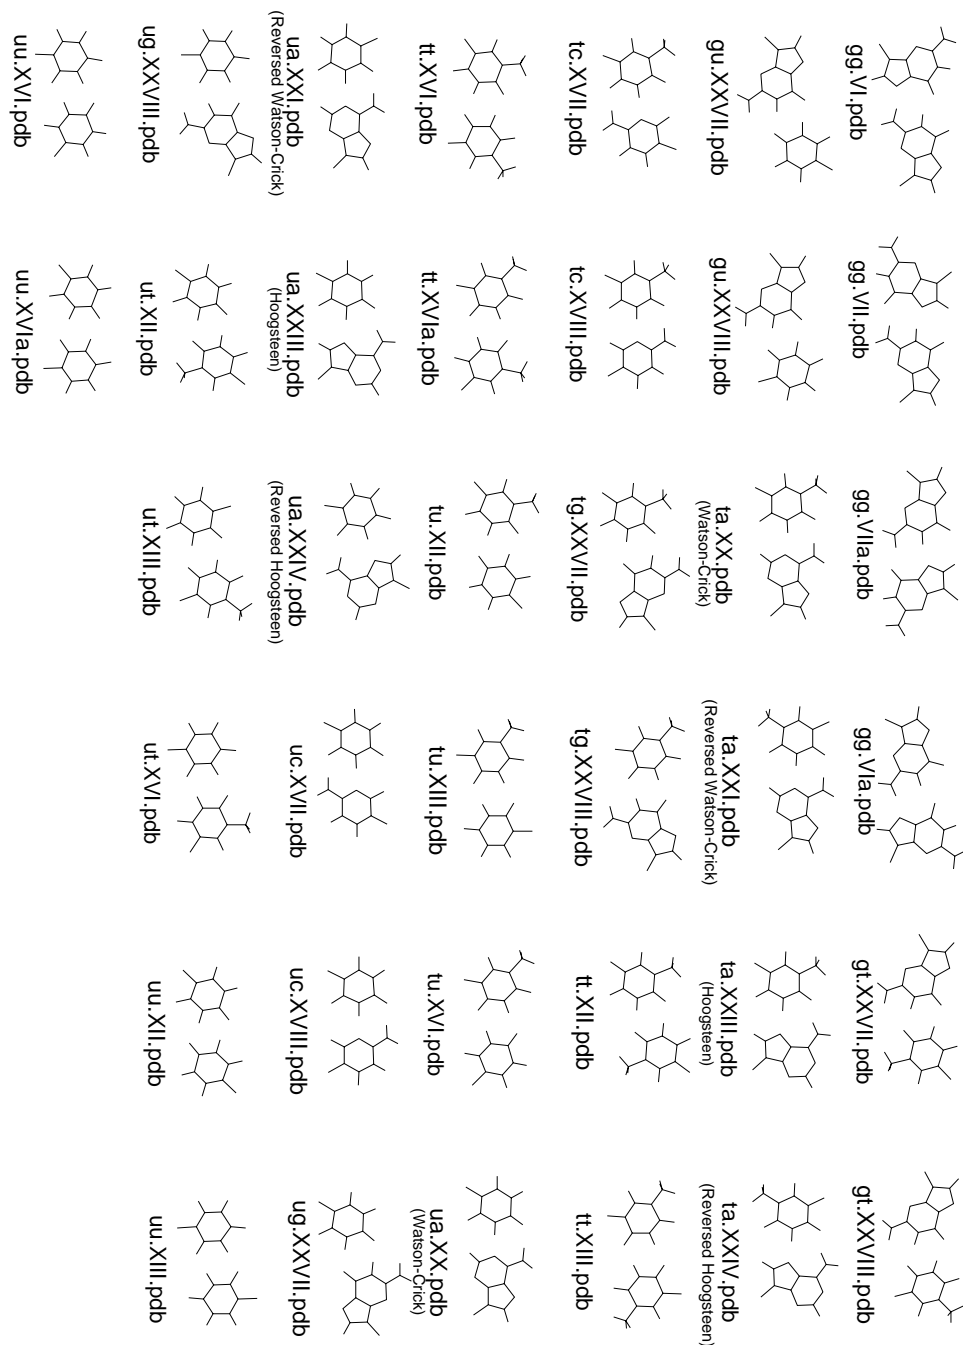 gg.VI.pdb
gg.VII.pdb
gg.VIIa.pdb
gg.VIa.pdb
gt.XXVII.pdb
gt.XXVIII.pdb
gu.XXVII.pdb
gu.XXVIII.pdb
ta.XX.pdb
(Watson-Crick)
ta.XXI.pdb
(Reversed Watson-Crick)
ta.XXIII.pdb
(Hoogsteen)
ta.XXIV.pdb
(Reversed Hoogsteen)
tc.XVII.pdb
tc.XVIII.pdb
tg.XXVII.pdb
tg.XXVIII.pdb
tt.XII.pdb
tt.XIII.pdb
tt.XVI.pdb
tt.XVIa.pdb
tu.XII.pdb
tu.XIII.pdb
tu.XVI.pdb
ua.XX.pdb
(Watson-Crick)
ua.XXI.pdb
(Reversed Watson-Crick)
ua.XXIII.pdb
(Hoogsteen)
ua.XXIV.pdb
(Reversed Hoogsteen)
uc.XVII.pdb
uc.XVIII.pdb
ug.XXVII.pdb
ug.XXVIII.pdb
ut.XII.pdb
ut.XIII.pdb
ut.XVI.pdb
uu.XII.pdb
uu.XIII.pdb
uu.XVI.pdb
uu.XVIa.pdb